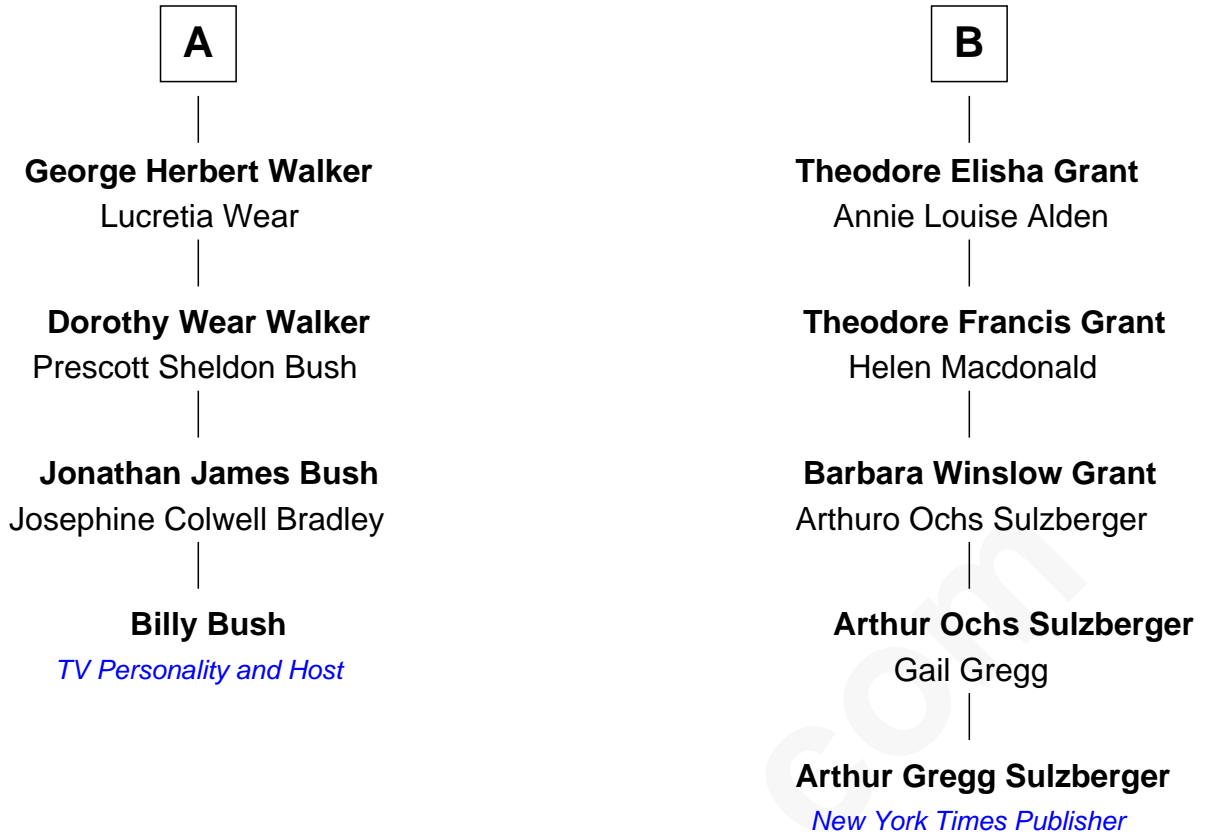 A
George Herbert Walker
Lucretia Wear
Dorothy Wear Walker
Prescott Sheldon Bush
Jonathan James Bush
Josephine Colwell Bradley
Billy Bush
TV Personality and Host
B
Theodore Elisha Grant
Annie Louise Alden
Theodore Francis Grant
Helen Macdonald
Barbara Winslow Grant
Arthuro Ochs Sulzberger
Arthur Ochs Sulzberger
Gail Gregg
Arthur Gregg Sulzberger
New York Times Publisher
com